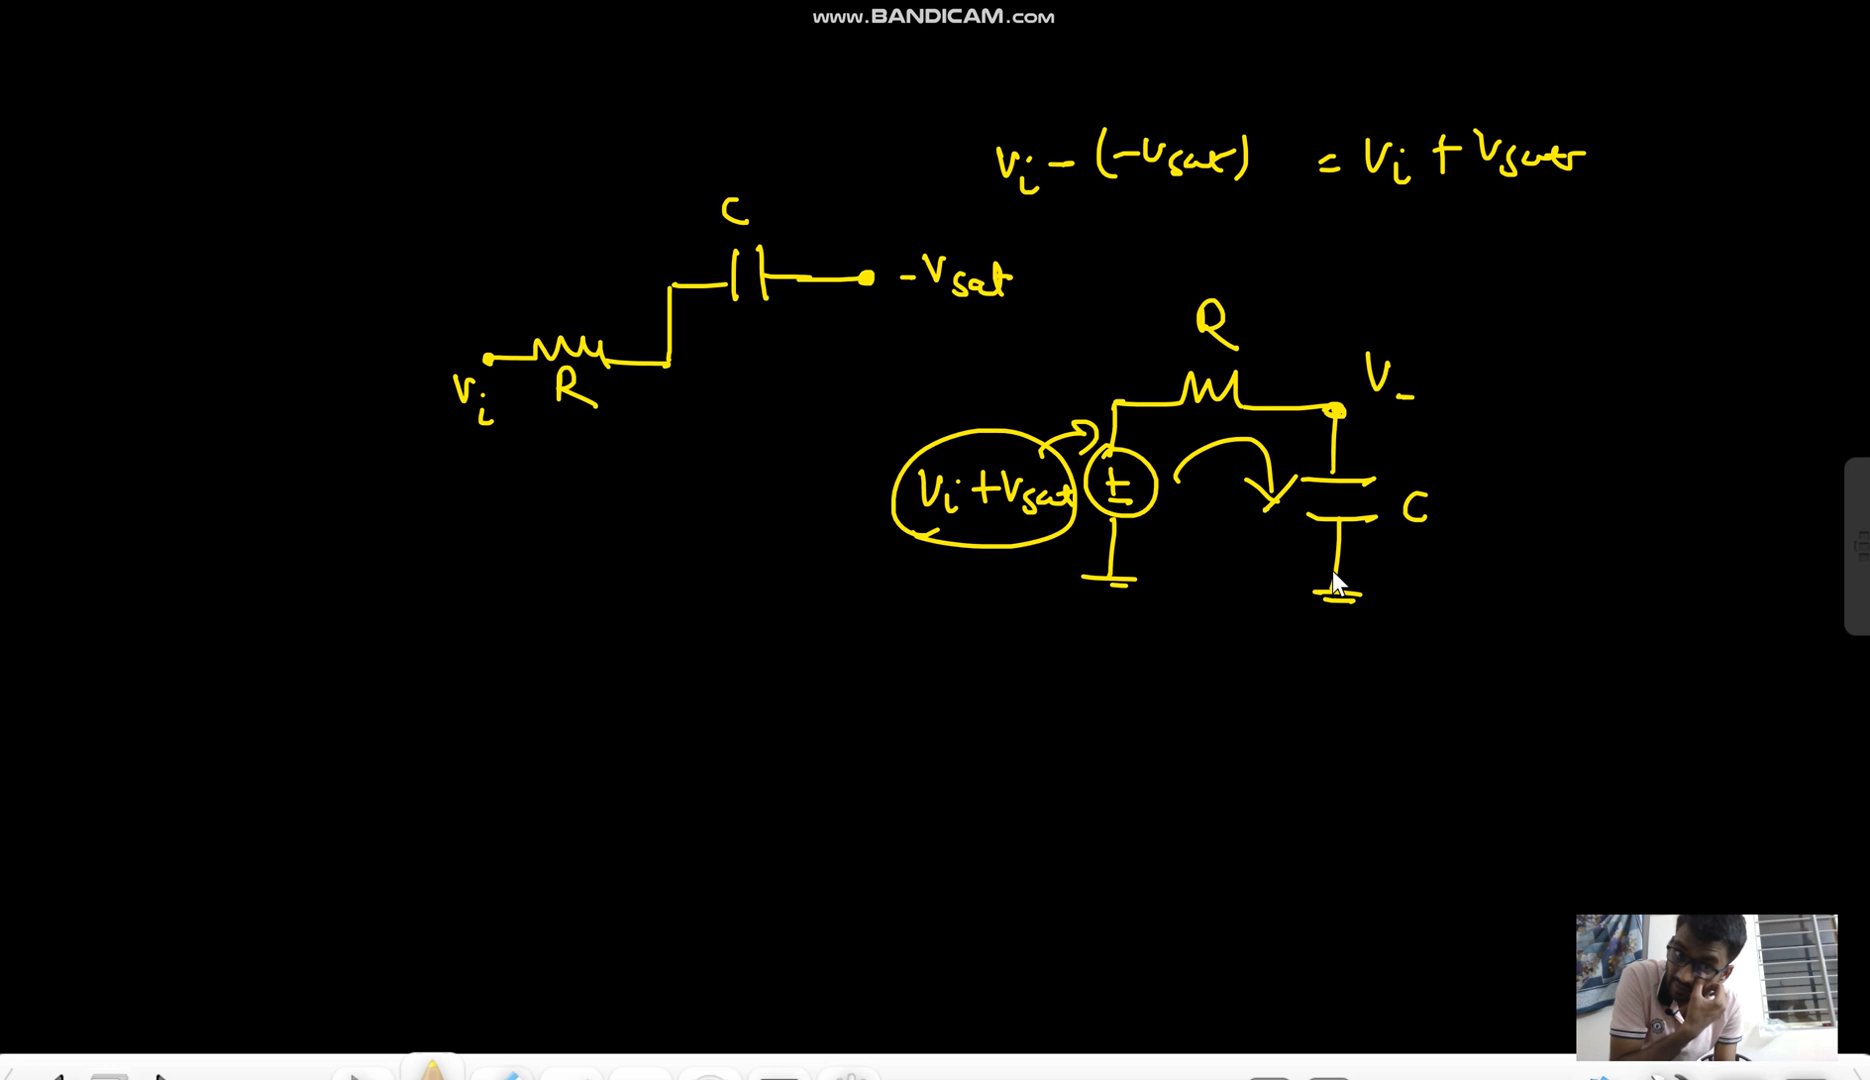 www.BANDICAM.com
Vi - (-Vsat) = Vi + Vsat
C
-Vsat
R
Vi
R
V-
Vi + Vsat
±
C